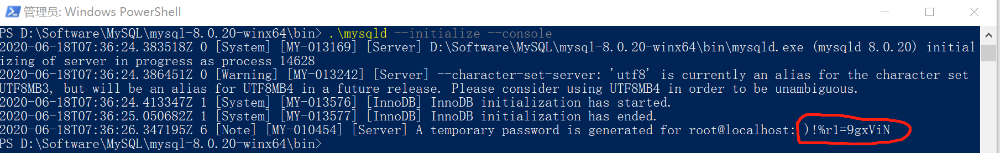 管理员: Windows PowerShell
PS D:\Software\MySQL\mysql-8.0.20-winx64\bin> .\mysqld --initialize --console
2020-06-18T07:36:24.383518Z 0 [System] [MY-013169] [Server] D:\Software\MySQL\mysql-8.0.20-winx64\bin\mysqld.exe (mysqld 8.0.20) initial
izing of server in progress as process 14628
2020-06-18T07:36:24.386451Z 0 [Warning] [MY-013242] [Server] --character-set-server: 'utf8' is currently an alias for the character set
UTF8MB3, but will be an alias for UTF8MB4 in a future release. Please consider using UTF8MB4 in order to be unambiguous.
2020-06-18T07:36:24.413347Z 1 [System] [MY-013576] [InnoDB] InnoDB initialization has started.
2020-06-18T07:36:25.050682Z 1 [System] [MY-013577] [InnoDB] InnoDB initialization has ended.
2020-06-18T07:36:26.347195Z 6 [Note] [MY-010454] [Server] A temporary password is generated for root@localhost: )!%r1=9gxViN
PS D:\Software\MySQL\mysql-8.0.20-winx64\bin>